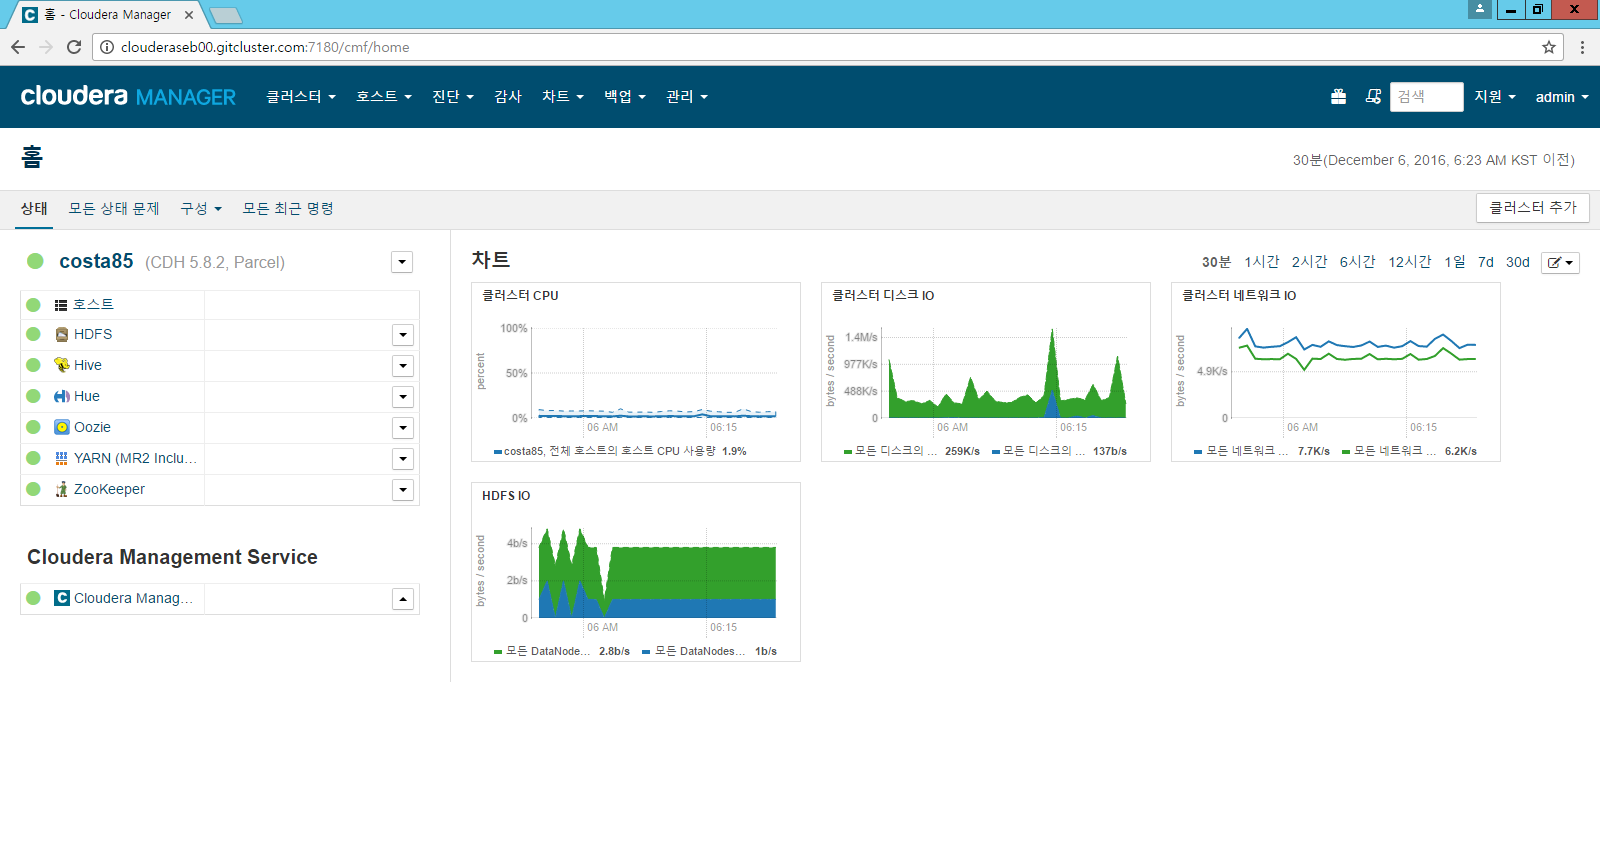 홈 - Cloudera Manager
clouderaseb00.gitcluster.com:7180/cmf/home
cloudera MANAGER 클러스터 호스트 진단 감사 차트 백업 관리 검색 지원 admin
홈
30분(December 6, 2016, 6:23 AM KST 이전)
상태 모든 상태 문제 구성 모든 최근 명령 클러스터 추가
costa85 (CDH 5.8.2, Parcel)
호스트
HDFS
Hive
Hue
Oozie
YARN (MR2 Inclu...
ZooKeeper
Cloudera Management Service
Cloudera Manag...
차트
30분 1시간 2시간 6시간 12시간 1일 7d 30d
클러스터 CPU
percent
100%
50%
0%
06 AM 06:15
costa85, 전체 호스트의 호스트 CPU 사용량 1.9%
클러스터 디스크 IO
bytes / second
1.4M/s
977K/s
488K/s
0
06 AM 06:15
모든 디스크의 ... 259K/s 모든 디스크의 ... 137b/s
클러스터 네트워크 IO
bytes / second
4.9K/s
0
06 AM 06:15
모든 네트워크 ... 7.7K/s 모든 네트워크 ... 6.2K/s
HDFS IO
bytes / second
4b/s
2b/s
0
06 AM 06:15
모든 DataNode... 2.8b/s 모든 DataNodes... 1b/s